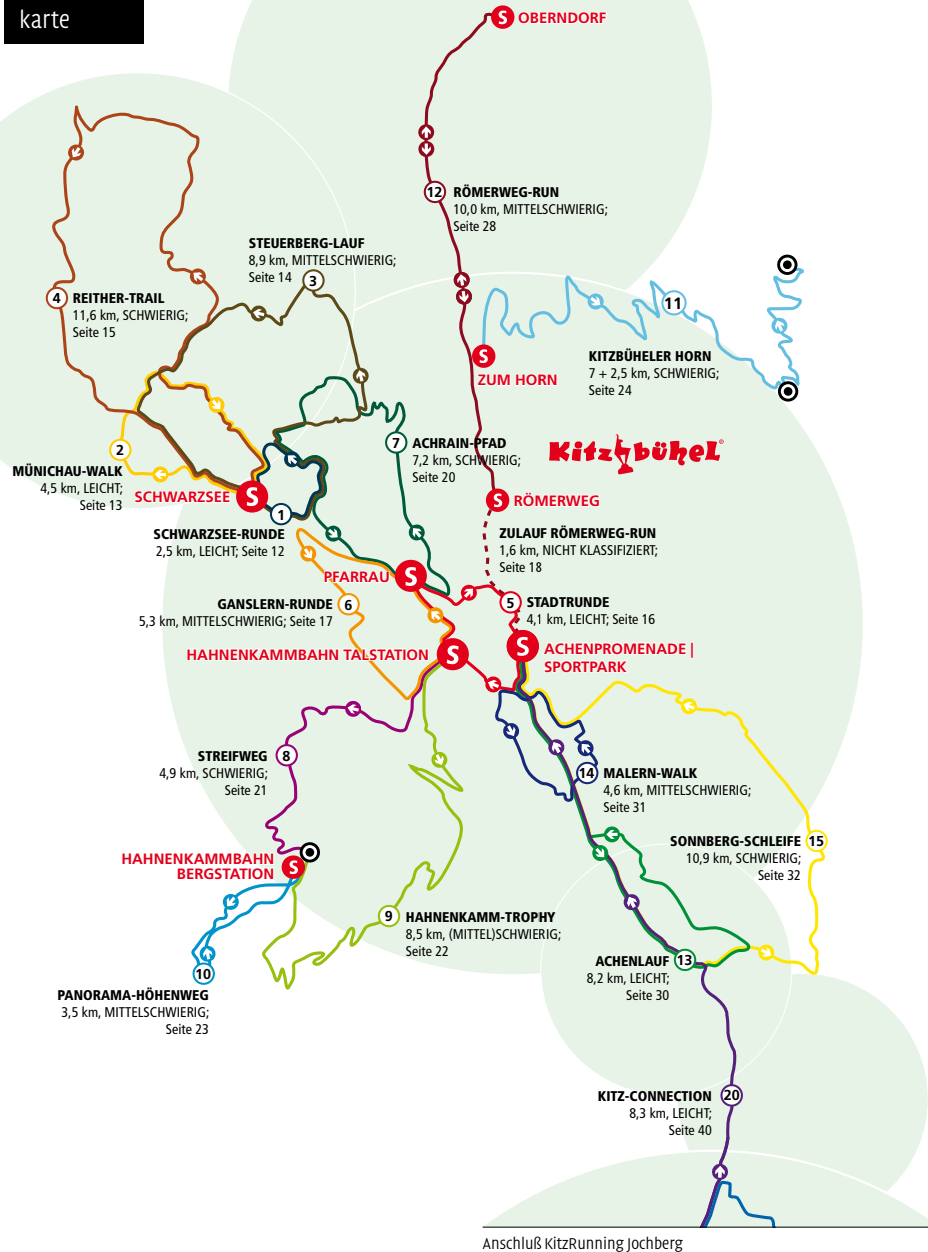 karte
S OBERNDORF
12 RÖMERWEG-RUN
10,0 km, MITTELSCHWIERIG;
Seite 28
STEUERBERG-LAUF
8,9 km, MITTELSCHWIERIG;
Seite 14
3
4 REITHER-TRAIL
11,6 km, SCHWIERIG;
Seite 15
11
KITZBÜHELER HORN
7 + 2,5 km, SCHWIERIG;
Seite 24
S
ZUM HORN
2
MÜNICHAU-WALK
4,5 km, LEICHT;
Seite 13
7 ACHRAIN-PFAD
7,2 km, SCHWIERIG;
Seite 20
Kitzbühel®
SCHWARZSEE S
1
SCHWARZSEE-RUNDE
2,5 km, LEICHT; Seite 12
S RÖMERWEG
ZULAUF RÖMERWEG-RUN
1,6 km, NICHT KLASSIFIZIERT;
Seite 18
PFARRAU S
GANSLERN-RUNDE 6
5,3 km, MITTELSCHWIERIG; Seite 17
5 STADTRUNDE
4,1 km, LEICHT; Seite 16
HAHNENKAMMBAHN TALSTATION S
S ACHENPROMENADE |
SPORTPARK
STREIFWEG 8
4,9 km, SCHWIERIG;
Seite 21
14 MALERN-WALK
4,6 km, MITTELSCHWIERIG;
Seite 31
SONNBERG-SCHLEIFE 15
10,9 km, SCHWIERIG;
Seite 32
HAHNENKAMMBAHN
BERGSTATION S
9 HAHNENKAMM-TROPHY
8,5 km, (MITTEL)SCHWIERIG;
Seite 22
10
PANORAMA-HÖHENWEG
3,5 km, MITTELSCHWIERIG;
Seite 23
ACHENLAUF 13
8,2 km, LEICHT;
Seite 30
KITZ-CONNECTION 20
8,3 km, LEICHT;
Seite 40
Anschluß KitzRunning Jochberg